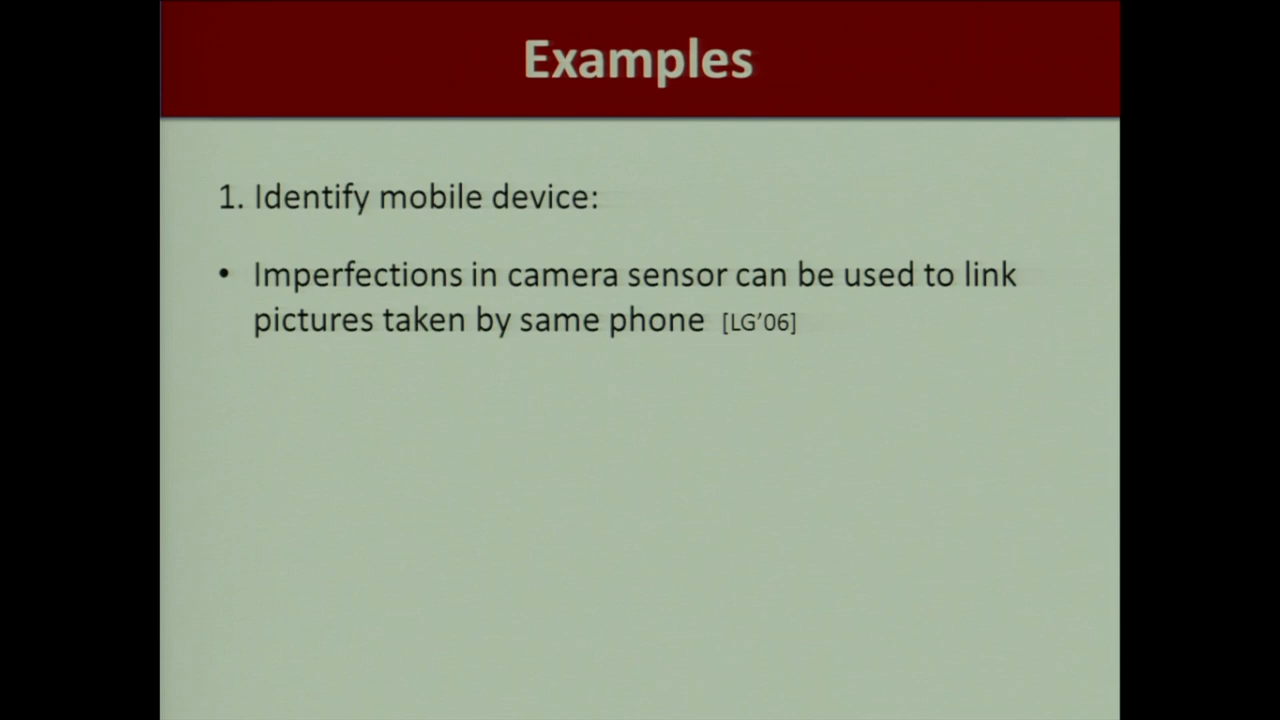 Examples
1. Identify mobile device:
• Imperfections in camera sensor can be used to link
pictures taken by same phone [LG’06]